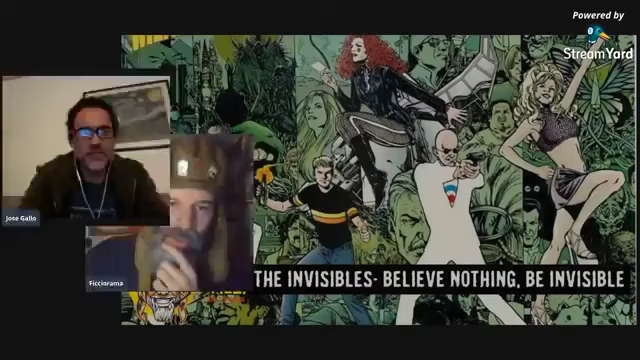 Powered by
StreamYard
Jose Gallo
Ficciorama
THE INVISIBLES- BELIEVE NOTHING, BE INVISIBLE